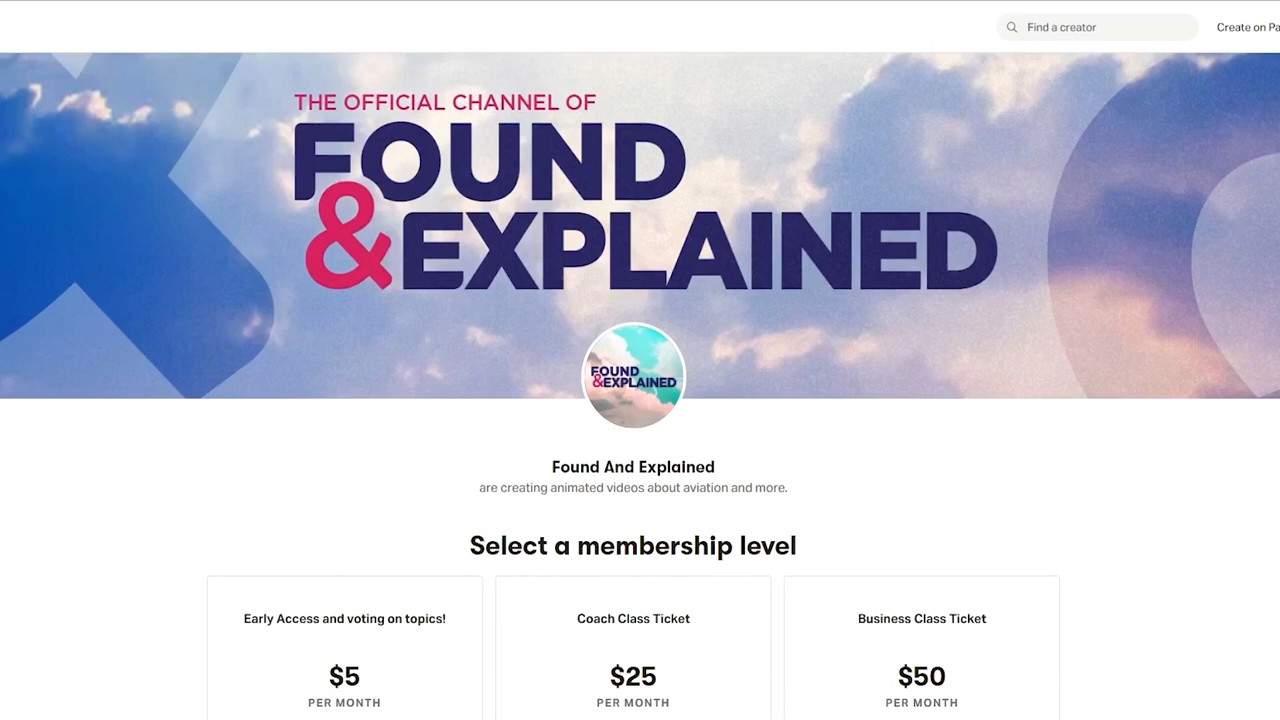 Find a creator
Create on Pa
THE OFFICIAL CHANNEL OF
FOUND
&EXPLAINED
FOUND
&EXPLAINED
Found And Explained
are creating animated videos about aviation and more.
Select a membership level
Early Access and voting on topics!
Coach Class Ticket
Business Class Ticket
$5
$25
$50
PER MONTH
PER MONTH
PER MONTH